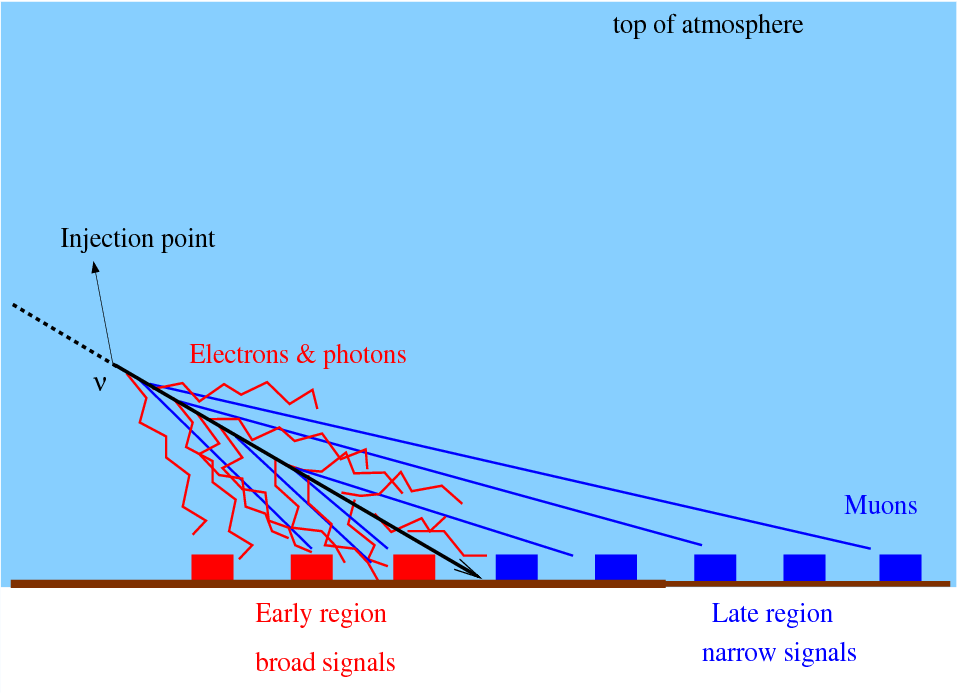 top of atmosphere
Injection point
Electrons & photons
ν
Muons
Early region
Late region
broad signals
narrow signals